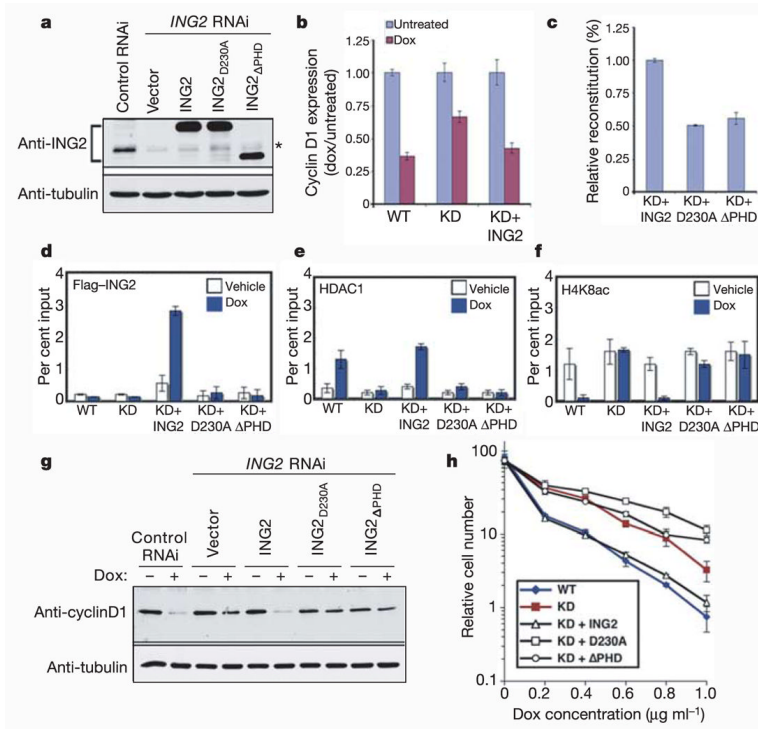 a
ING2 RNAi
Control RNAi
Vector
ING2
ING2D230A
ING2ΔPHD
Anti-ING2
*
Anti-tubulin
b
Untreated
Dox
Cyclin D1 expression
(dox/untreated)
1.25
1.00
0.75
0.50
0.25
0
WT KD KD+
ING2
c
Relative reconstitution (%)
1.25
1.00
0.75
0.50
0.25
0
KD+ KD+ KD+
ING2 D230A ΔPHD
d
Flag–ING2
Vehicle
Dox
Per cent input
4
3
2
1
0
WT KD KD+ KD+ KD+
ING2 D230A ΔPHD
e
HDAC1
Vehicle
Dox
Per cent input
4
3
2
1
0
WT KD KD+ KD+ KD+
ING2 D230A ΔPHD
f
H4K8ac
Vehicle
Dox
Per cent input
4
3
2
1
0
WT KD KD+ KD+ KD+
ING2 D230A ΔPHD
g
ING2 RNAi
Control
RNAi
Vector
ING2
ING2D230A
ING2ΔPHD
Dox: – + – + – + – + – +
Anti-cyclinD1
Anti-tubulin
h
Relative cell number
100
10
1
0.1
WT
KD
KD + ING2
KD + D230A
KD + ΔPHD
0 0.2 0.4 0.6 0.8 1.0
Dox concentration (μg ml–1)